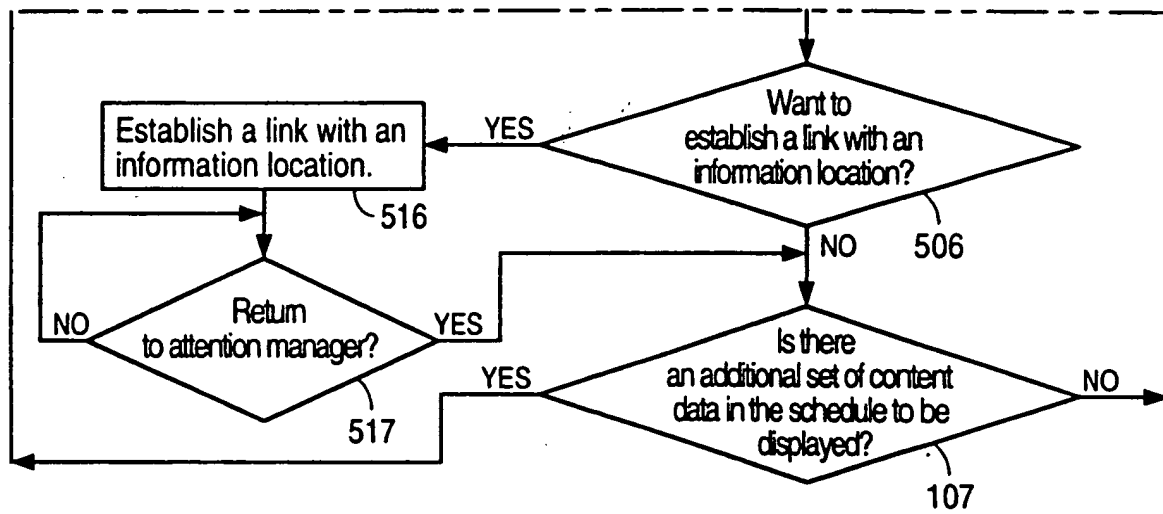 Want to
establish a link with an
information location?
YES
Establish a link with an
information location.
516
506
NO
Return
to attention manager?
NO
YES
517
Is there
an additional set of content
data in the schedule to be
displayed?
YES
NO
107